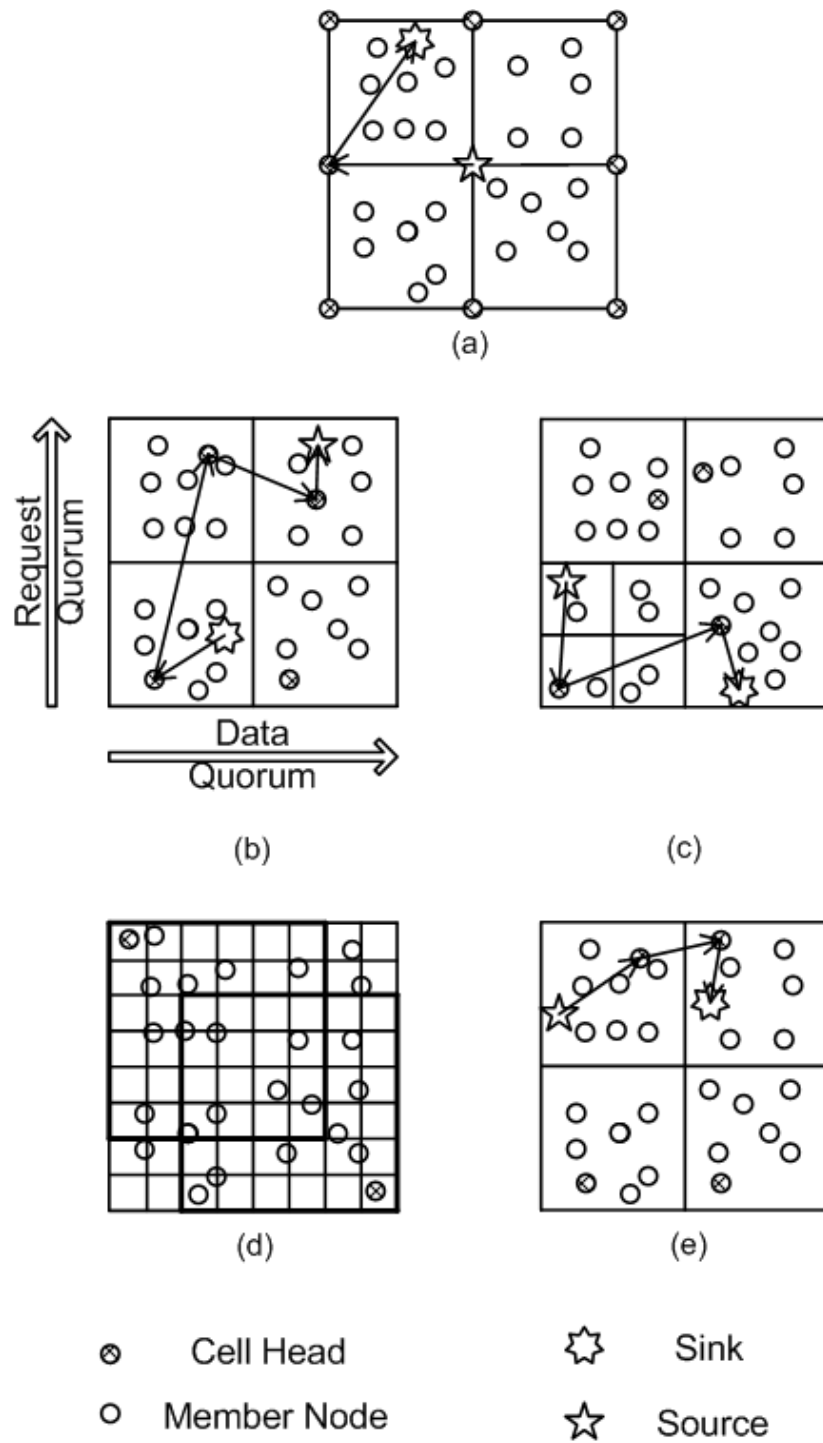 (a)
Request
Quorum
Data
Quorum
(b)
(c)
(d)
(e)
Cell Head
Sink
Member Node
Source